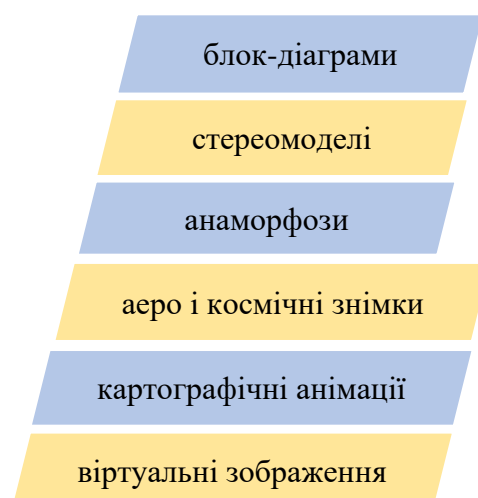 блок-діаграми
стереомоделі
анаморфози
аеро і космічні знімки
картографічні анімації
віртуальні зображення